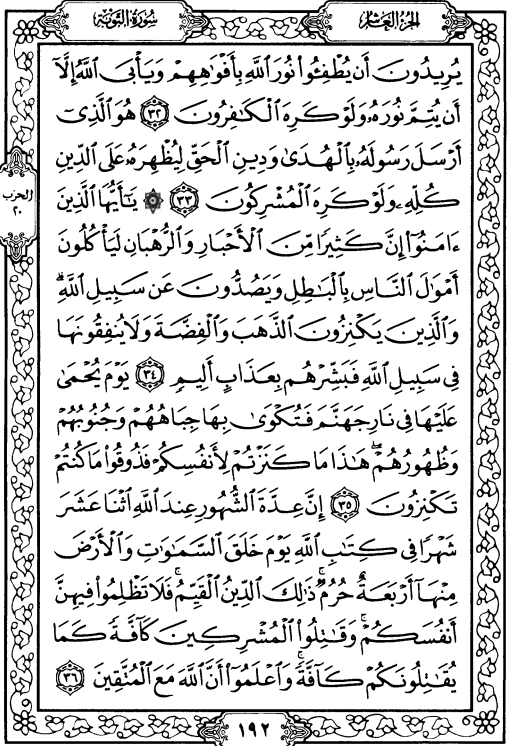 الجزء العاشر
سورة التوبة
يُرِيدُونَ أَن يُطْفِـُٔوا۟ نُورَ ٱللَّهِ بِأَفْوَٰهِهِمْ وَيَأْبَى ٱللَّهُ إِلَّآ
أَن يُتِمَّ نُورَهُۥ وَلَوْ كَرِهَ ٱلْكَٰفِرُونَ ٣٢ هُوَ ٱلَّذِىٓ
أَرْسَلَ رَسُولَهُۥ بِٱلْهُدَىٰ وَدِينِ ٱلْحَقِّ لِيُظْهِرَهُۥ عَلَى ٱلدِّينِ
كُلِّهِۦ وَلَوْ كَرِهَ ٱلْمُشْرِكُونَ ٣٣ ۞ يَٰٓأَيُّهَا ٱلَّذِينَ
ءَامَنُوٓا۟ إِنَّ كَثِيرًا مِّنَ ٱلْأَحْبَارِ وَٱلرُّهْبَانِ لَيَأْكُلُونَ
أَمْوَٰلَ ٱلنَّاسِ بِٱلْبَٰطِلِ وَيَصُدُّونَ عَن سَبِيلِ ٱللَّهِ ۗ
وَٱلَّذِينَ يَكْنِزُونَ ٱلذَّهَبَ وَٱلْفِضَّةَ وَلَا يُنفِقُونَهَا
فِى سَبِيلِ ٱللَّهِ فَبَشِّرْهُم بِعَذَابٍ أَلِيمٍ ٣٤ يَوْمَ يُحْمَىٰ
عَلَيْهَا فِى نَارِ جَهَنَّمَ فَتُكْوَىٰ بِهَا جِبَاهُهُمْ وَجُنُوبُهُمْ
وَظُهُورُهُمْ ۖ هَٰذَا مَا كَنَزْتُمْ لِأَنفُسِكُمْ فَذُوقُوا۟ مَا كُنتُمْ
تَكْنِزُونَ ٣٥ إِنَّ عِدَّةَ ٱلشُّهُورِ عِندَ ٱللَّهِ ٱثْنَا عَشَرَ
شَهْرًا فِى كِتَٰبِ ٱللَّهِ يَوْمَ خَلَقَ ٱلسَّمَٰوَٰتِ وَٱلْأَرْضَ
مِنْهَآ أَرْبَعَةٌ حُرُمٌ ۚ ذَٰلِكَ ٱلدِّينُ ٱلْقَيِّمُ ۚ فَلَا تَظْلِمُوا۟ فِيهِنَّ
أَنفُسَكُمْ ۚ وَقَٰتِلُوا۟ ٱلْمُشْرِكِينَ كَآفَّةً كَمَا
يُقَٰتِلُونَكُمْ كَآفَّةً ۚ وَٱعْلَمُوٓا۟ أَنَّ ٱللَّهَ مَعَ ٱلْمُتَّقِينَ ٣٦
الحزب
٢٠
١٩٢